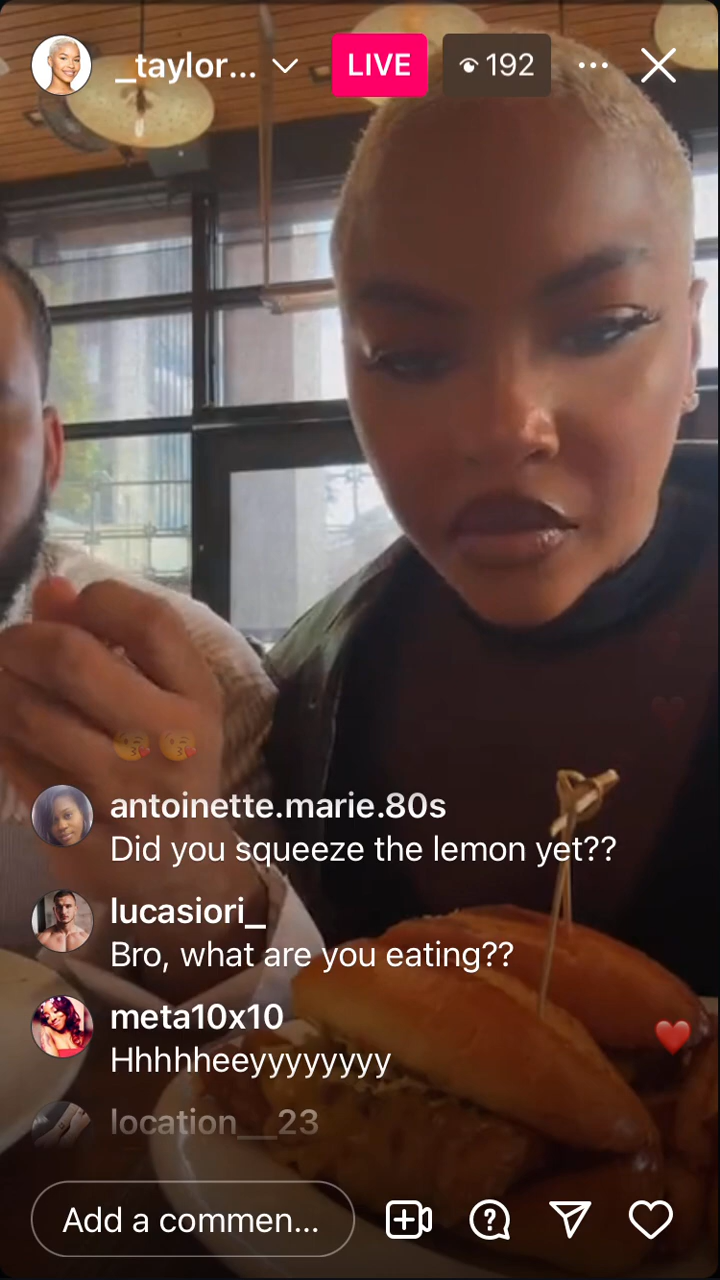 _taylor...
LIVE
192
antoinette.marie.80s
Did you squeeze the lemon yet??
lucasiori_
Bro, what are you eating??
meta10x10
Hhhhheeyyyyyyyy
location__23
Add a commen...